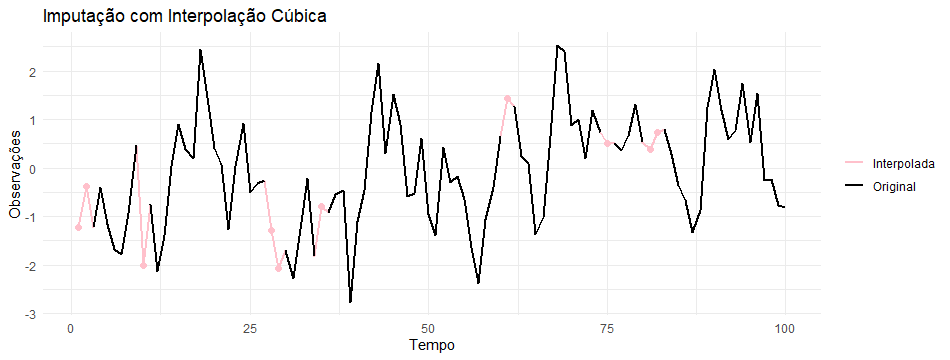 Imputação com Interpolação Cúbica
Observações
2
1
0
-1
-2
-3
0 25 50 75 100
Tempo
Interpolada
Original